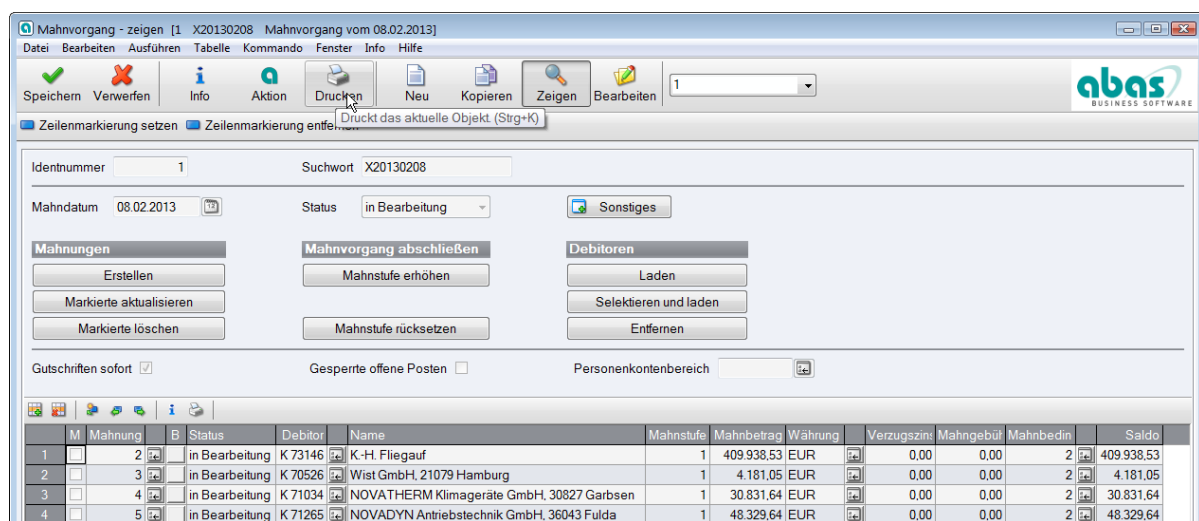 Mahnvorgang - zeigen [1 X20130208 Mahnvorgang vom 08.02.2013]
Datei Bearbeiten Ausführen Tabelle Kommando Fenster Info Hilfe
Speichern Verwerfen Info Aktion Drucken Neu Kopieren Zeigen Bearbeiten 1
abas
BUSINESS SOFTWARE
Zeilenmarkierung setzen Zeilenmarkierung entfernen
Druckt das aktuelle Objekt. (Strg+K)
Identnummer 1 Suchwort X20130208
Mahndatum 08.02.2013 Status in Bearbeitung Sonstiges
Mahnungen Mahnvorgang abschließen Debitoren
Erstellen Mahnstufe erhöhen Laden
Markierte aktualisieren Selektieren und laden
Markierte löschen Mahnstufe rücksetzen Entfernen
Gutschriften sofort Gesperrte offene Posten Personenkontenbereich
M Mahnung B Status Debitor Name Mahnstufe Mahnbetrag Währung Verzugszins Mahngebüh Mahnbedin Saldo
1 2 in Bearbeitung K 73146 K.-H. Fliegauf 1 409.938,53 EUR 0,00 0,00 2 409.938,53
2 3 in Bearbeitung K 70526 Wist GmbH, 21079 Hamburg 1 4.181,05 EUR 0,00 0,00 2 4.181,05
3 4 in Bearbeitung K 71034 NOVATHERM Klimageräte GmbH, 30827 Garbsen 1 30.831,64 EUR 0,00 0,00 2 30.831,64
4 5 in Bearbeitung K 71265 NOVADYN Antriebstechnik GmbH, 36043 Fulda 1 48.329,64 EUR 0,00 0,00 2 48.329,64